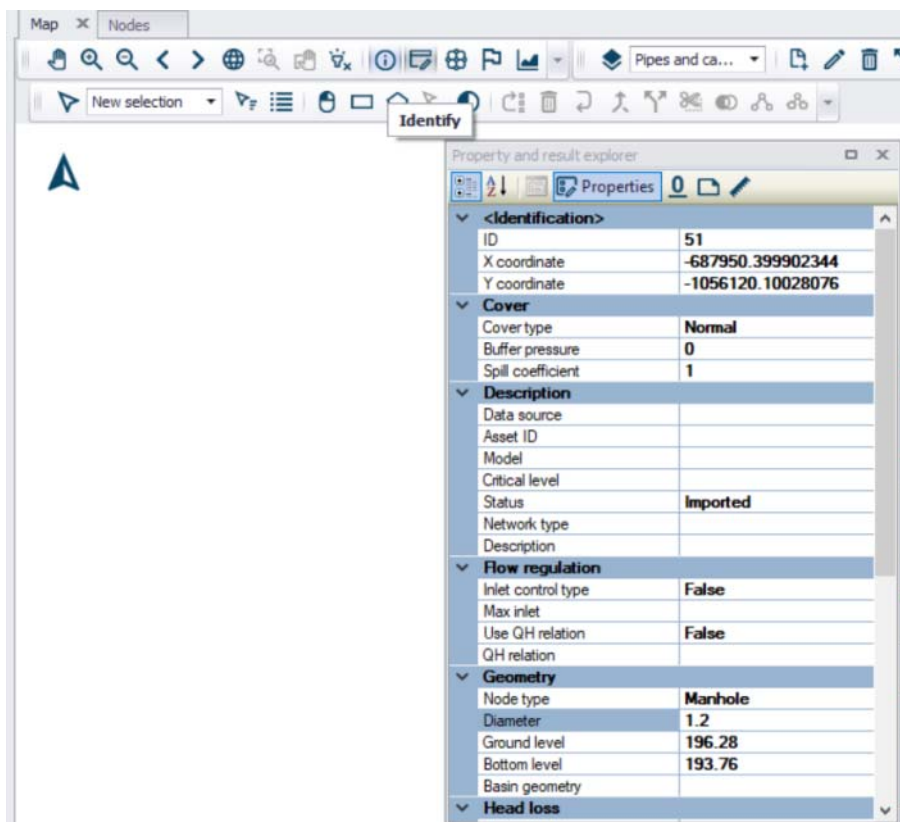 Map
Nodes
Pipes and ca...
New selection
Identify
Property and result explorer
Properties
<Identification>
ID 51
X coordinate -687950.399902344
Y coordinate -1056120.10028076
Cover
Cover type Normal
Buffer pressure 0
Spill coefficient 1
Description
Data source
Asset ID
Model
Critical level
Status Imported
Network type
Description
Flow regulation
Inlet control type False
Max inlet
Use QH relation False
QH relation
Geometry
Node type Manhole
Diameter 1.2
Ground level 196.28
Bottom level 193.76
Basin geometry
Head loss